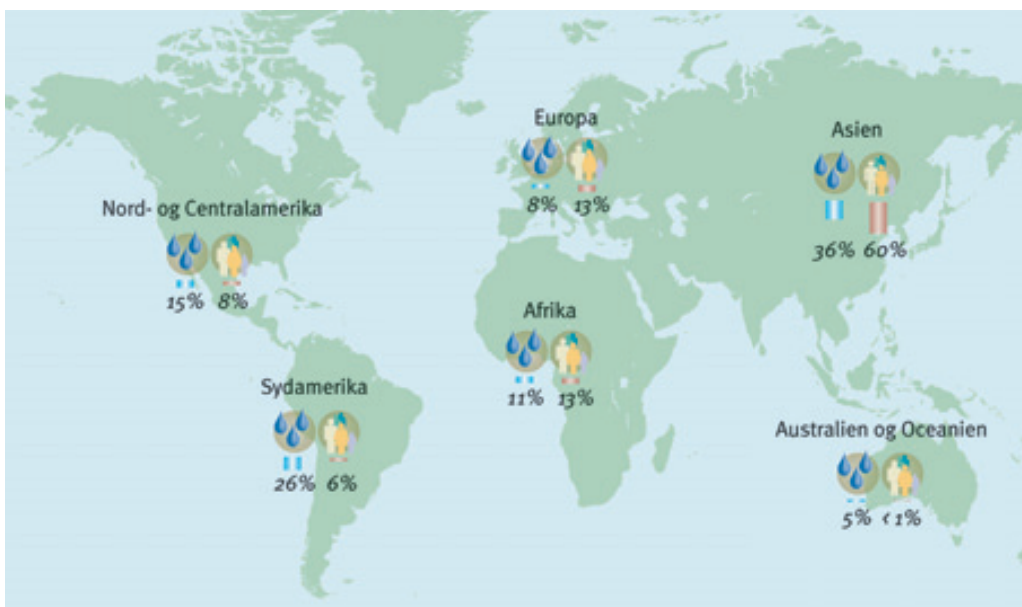 Europa
8% 13%
Asien
36% 60%
Nord- og Centralamerika
15% 8%
Afrika
11% 13%
Sydamerika
26% 6%
Australien og Oceanien
5% <1%